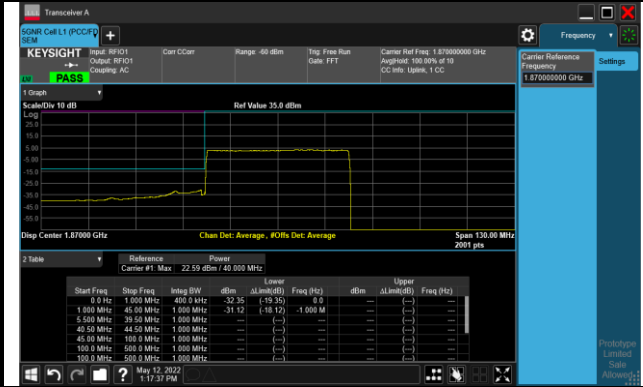 Transceiver A
5GNR Cell L1 (PCC/FD
SEM
Frequency
KEYSIGHT
Input: RFIO1
Output: RFIO1
Coupling: AC
Corr CCorr
Range: -60 dBm
Trig: Free Run
Gate: FFT
Carrier Ref Freq: 1.870000000 GHz
Avg|Hold: 100.00% of 10
CC Info: Uplink, 1 CC
PASS
Carrier Reference
Frequency
1.870000000 GHz
Settings
1 Graph
Scale/Div 10 dB
Ref Value 35.0 dBm
Log
25.0
15.0
5.00
-5.00
-15.0
-25.0
-35.0
-45.0
-55.0
Disp Center 1.87000 GHz
Chan Det: Average , #Offs Det: Average
Span 130.00 MHz
2001 pts
2 Table
Reference Power
Carrier #1: Max 22.59 dBm / 40.000 MHz
Lower Upper
Start Freq Stop Freq Integ BW dBm ΔLimit(dB) Freq (Hz) dBm ΔLimit(dB) Freq (Hz)
0.0 Hz 1.000 MHz 400.0 kHz -32.35 (-19.35) 0.0 --- (---) ---
1.000 MHz 45.00 MHz 1.000 MHz -31.12 (-18.12) -1.000 M --- (---) ---
5.500 MHz 39.50 MHz 1.000 MHz --- (---) --- --- (---) ---
40.50 MHz 44.50 MHz 1.000 MHz --- (---) --- --- (---) ---
45.00 MHz 100.0 MHz 1.000 MHz --- (---) --- --- (---) ---
100.0 MHz 500.0 MHz 1.000 MHz --- (---) --- --- (---) ---
100.0 MHz 500.0 MHz 1.000 MHz --- (---) --- --- (---) ---
Prototype
Limited
Sale
Allowed
May 12, 2022
1:17:37 PM